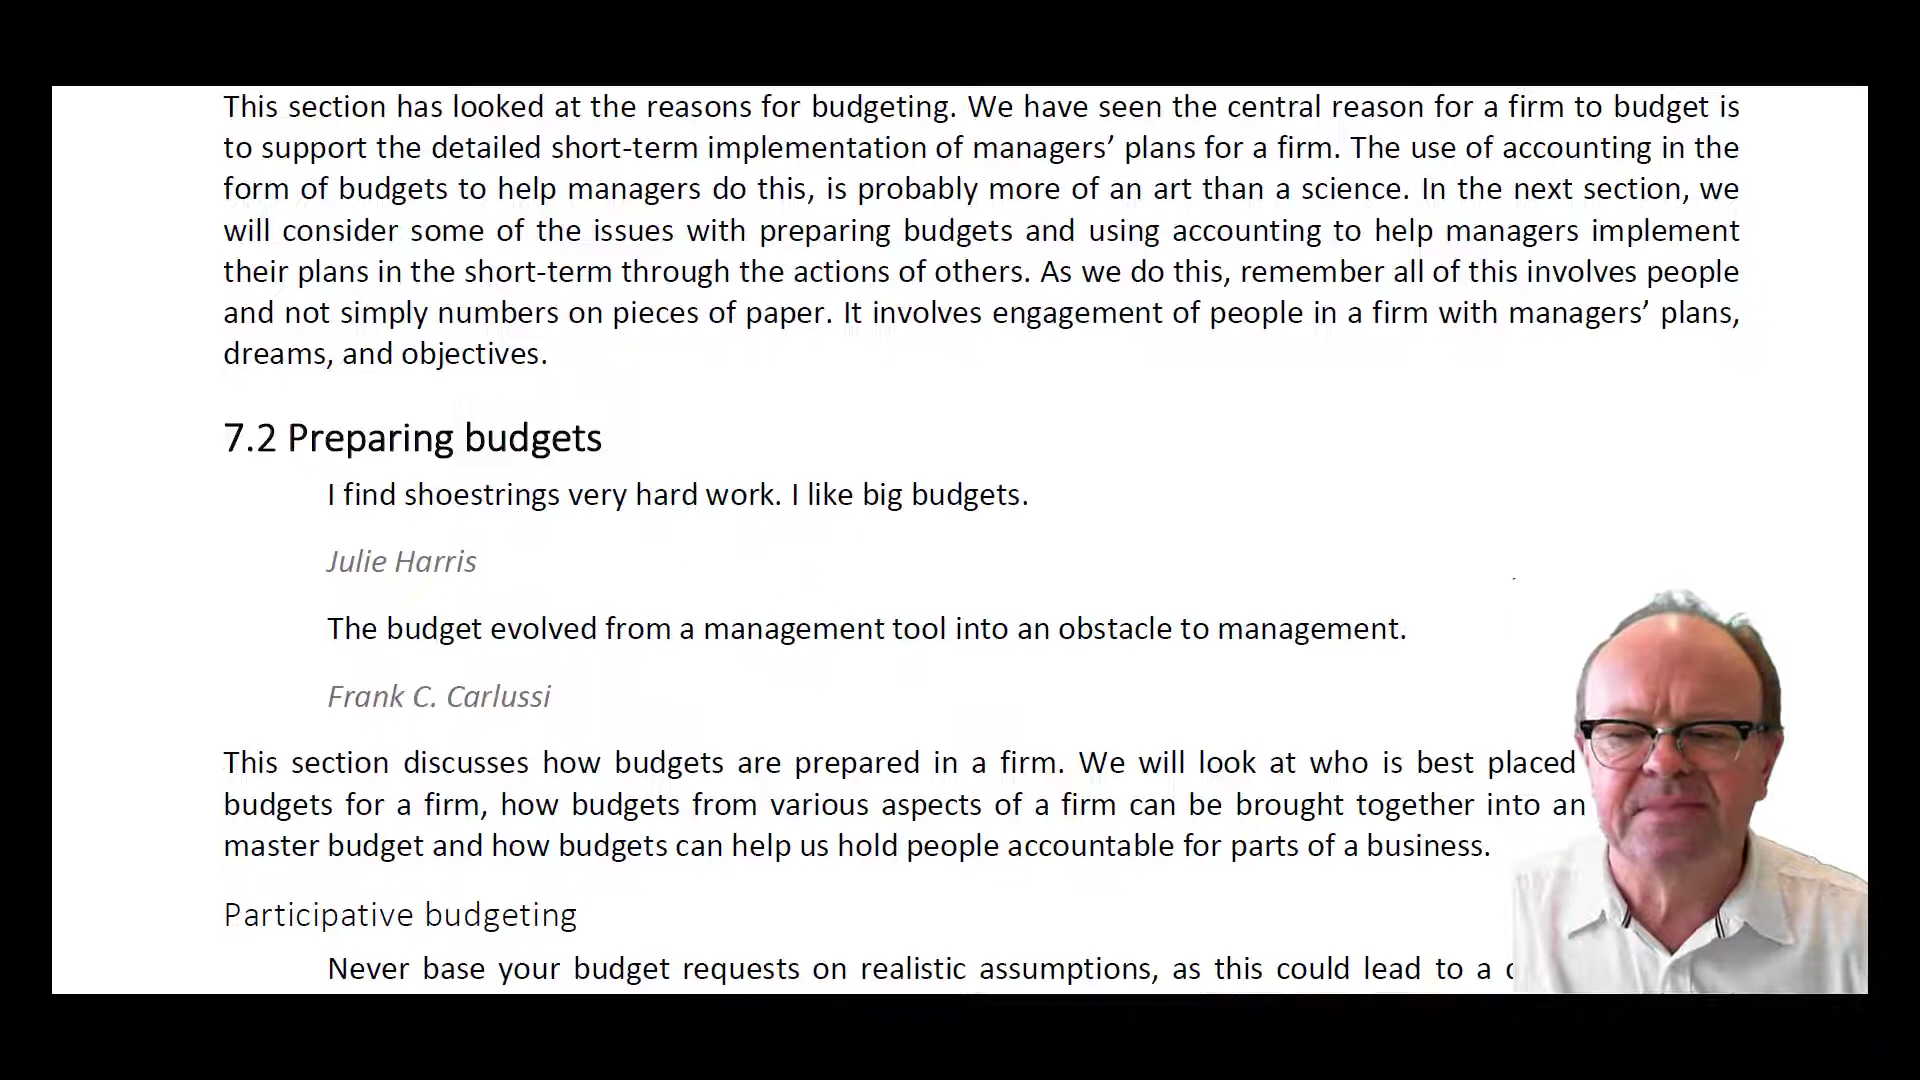 This section has looked at the reasons for budgeting. We have seen the central reason for a firm to budget is
to support the detailed short-term implementation of managers’ plans for a firm. The use of accounting in the
form of budgets to help managers do this, is probably more of an art than a science. In the next section, we
will consider some of the issues with preparing budgets and using accounting to help managers implement
their plans in the short-term through the actions of others. As we do this, remember all of this involves people
and not simply numbers on pieces of paper. It involves engagement of people in a firm with managers’ plans,
dreams, and objectives.
7.2 Preparing budgets
I find shoestrings very hard work. I like big budgets.
Julie Harris
The budget evolved from a management tool into an obstacle to management.
Frank C. Carlussi
This section discusses how budgets are prepared in a firm. We will look at who is best placed
budgets for a firm, how budgets from various aspects of a firm can be brought together into an
master budget and how budgets can help us hold people accountable for parts of a business.
Participative budgeting
Never base your budget requests on realistic assumptions, as this could lead to a